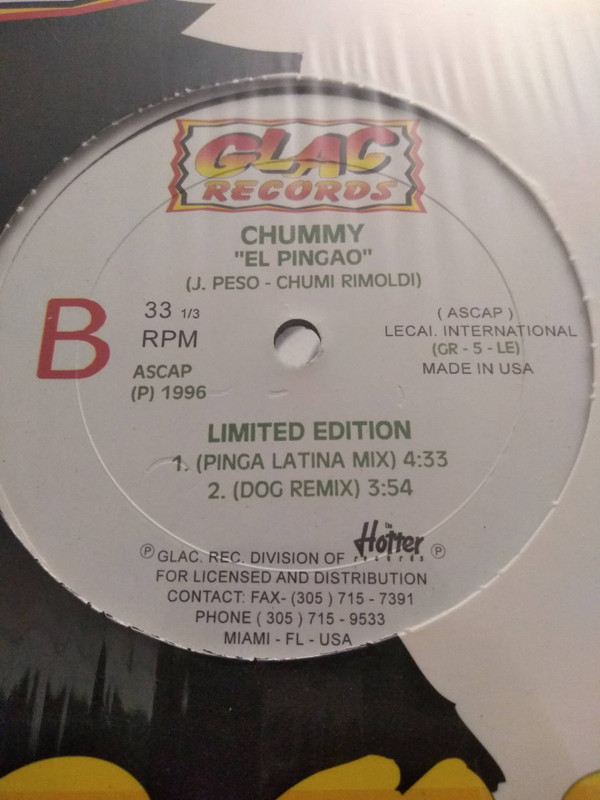 GLAC
RECORDS
CHUMMY
"EL PINGAO"
(J. PESO - CHUMI RIMOLDI)
B
33 1/3
RPM
ASCAP
(P) 1996
( ASCAP )
LECAI. INTERNATIONAL
(GR - 5 - LE)
MADE IN USA
LIMITED EDITION
1. (PINGA LATINA MIX) 4:33
2. (DOG REMIX) 3:54
Ⓟ GLAC. REC. DIVISION OF the Hotter records Ⓟ
FOR LICENSED AND DISTRIBUTION
CONTACT: FAX- (305 ) 715 - 7391
PHONE ( 305 ) 715 - 9533
MIAMI - FL - USA